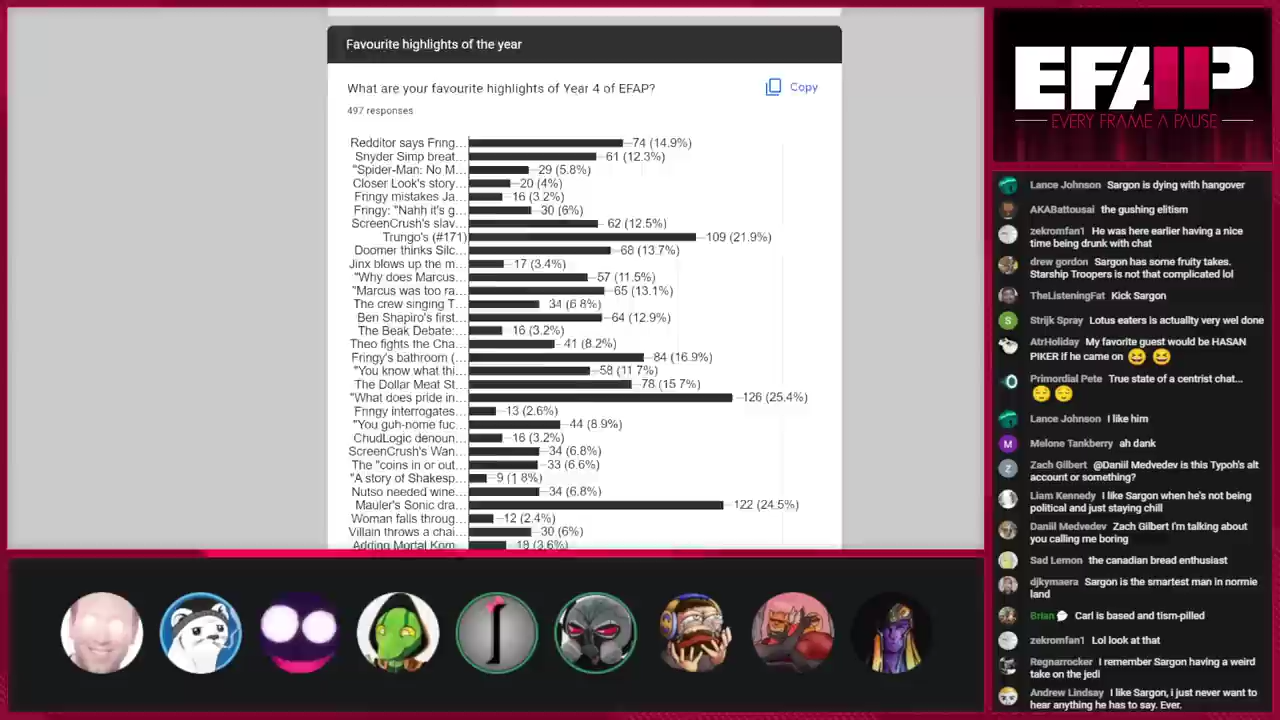 Favourite highlights of the year
What are your favourite highlights of Year 4 of EFAP?
Copy
497 responses
Redditor says Fring... 74 (14.9%)
Snyder Simp breat... 61 (12.3%)
"Spider-Man: No M... 29 (5.8%)
Closer Look's story... 20 (4%)
Fringy mistakes Ja... 16 (3.2%)
Fringy: "Nahh it's g... 30 (6%)
ScreenCrush's slav... 62 (12.5%)
Trungo's (#171) 109 (21.9%)
Doomer thinks Silc... 68 (13.7%)
Jinx blows up the m... 17 (3.4%)
"Why does Marcus... 57 (11.5%)
"Marcus was too ra... 65 (13.1%)
The crew singing T... 34 (6.8%)
Ben Shapiro's first... 64 (12.9%)
The Beak Debate:... 16 (3.2%)
Theo fights the Cha... 41 (8.2%)
Fringy's bathroom (... 84 (16.9%)
"You know what thi... 58 (11.7%)
The Dollar Meat St... 78 (15.7%)
"What does pride in... 126 (25.4%)
Fringy interrogates... 13 (2.6%)
"You guh-nome fuc... 44 (8.9%)
ChudLogic denoun... 16 (3.2%)
ScreenCrush's Wan... 34 (6.8%)
The "coins in or out... 33 (6.6%)
"A story of Shakesp... 9 (1.8%)
Nutso needed wine... 34 (6.8%)
Mauler's Sonic dra... 122 (24.5%)
Woman falls throug... 12 (2.4%)
Villain throws a chai... 30 (6%)
Adding Mortal Kom... 18 (3.6%)
EFAP
EVERY FRAME A PAUSE
Lance Johnson Sargon is dying with hangover
AKABattousai the gushing elitism
zekromfan1 He was here earlier having a nice
time being drunk with chat
drew gordon Sargon has some fruity takes.
Starship Troopers is not that complicated lol
TheListeningFat Kick Sargon
S Strijk Spray Lotus eaters is actuallty very wel done
AtrHoliday My favorite guest would be HASAN
PIKER if he came on
Primordial Pete True state of a centrist chat...
Lance Johnson I like him
M Melone Tankberry ah dank
Z Zach Gilbert @Daniil Medvedev is this Typoh's alt
account or something?
Liam Kennedy I like Sargon when he's not being
political and just staying chill
Daniil Medvedev Zach Gilbert I'm talking about
you calling me boring
Sad Lemon the canadian bread enthusiast
djkymaera Sargon is the smartest man in normie
land
Brian Carl is based and tism-pilled
zekromfan1 Lol look at that
Regnarrocker I remember Sargon having a weird
take on the jedi
Andrew Lindsay I like Sargon, i just never want to
hear anything he has to say. Ever.